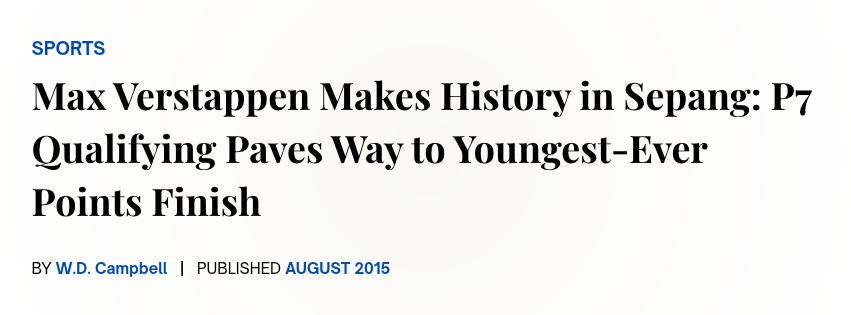 SPORTS
Max Verstappen Makes History in Sepang: P7
Qualifying Paves Way to Youngest-Ever
Points Finish
BY W.D. Campbell | PUBLISHED AUGUST 2015